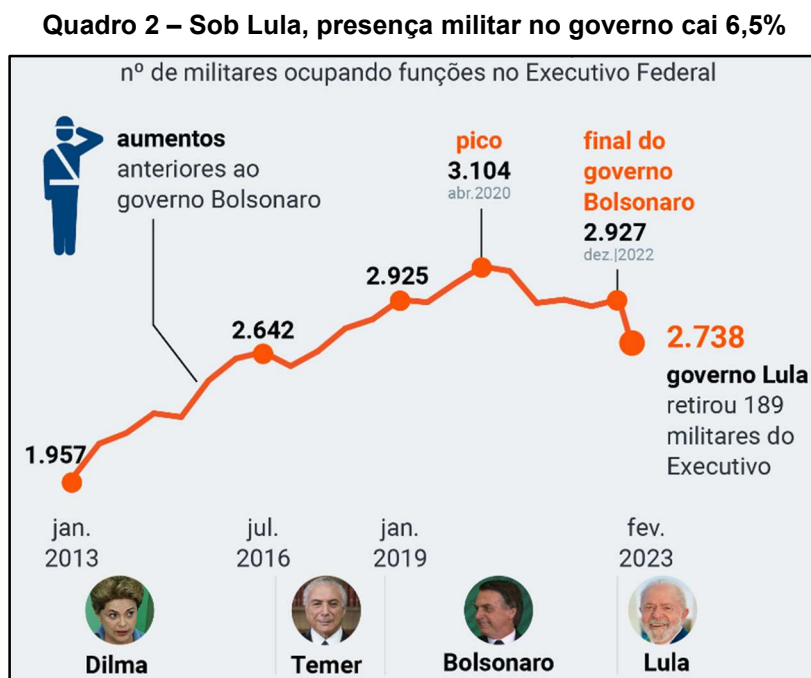 Quadro 2 – Sob Lula, presença militar no governo cai 6,5%
nº de militares ocupando funções no Executivo Federal
aumentos
anteriores ao
governo Bolsonaro
pico
3.104
abr.2020
final do
governo
Bolsonaro
2.927
dez.|2022
2.925
2.642
1.957
2.738
governo Lula
retirou 189
militares do
Executivo
jan.
2013
jul.
2016
jan.
2019
fev.
2023
Dilma
Temer
Bolsonaro
Lula